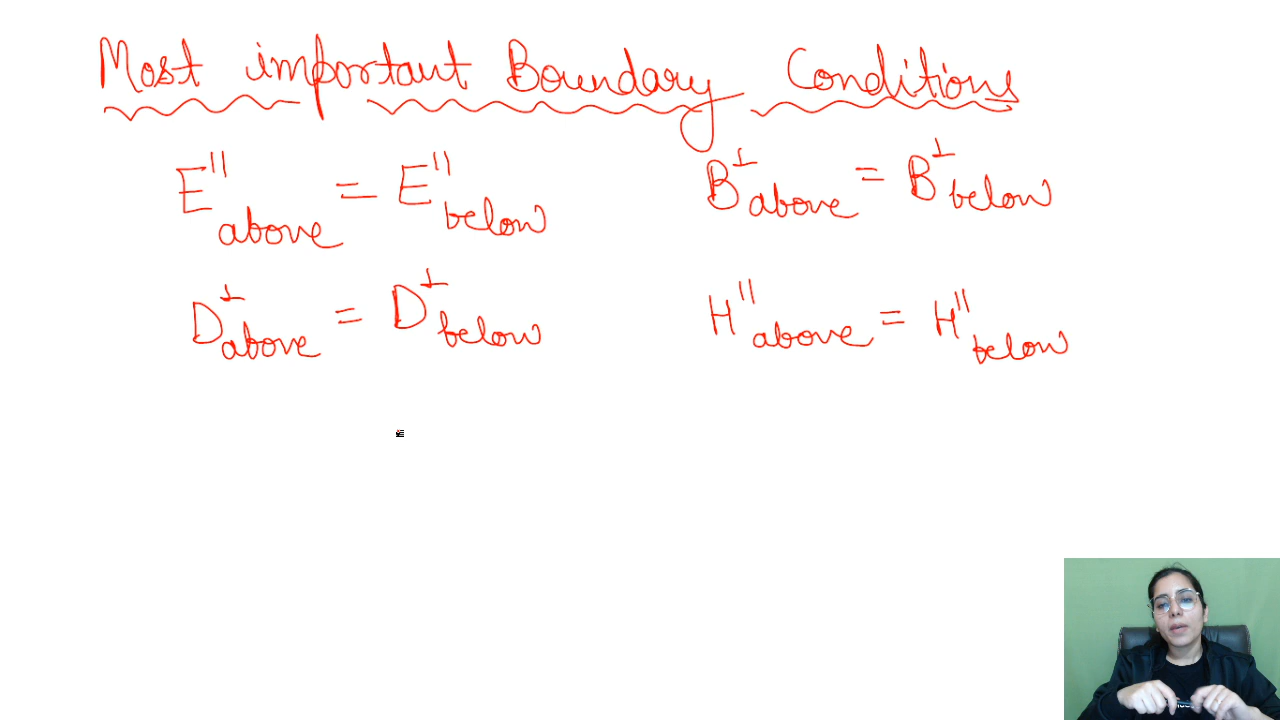 Most important Boundary Conditions
E^{||}_{above} = E^{||}_{below}
B^{⊥}_{above} = B^{⊥}_{below}
D^{⊥}_{above} = D^{⊥}_{below}
H^{||}_{above} = H^{||}_{below}